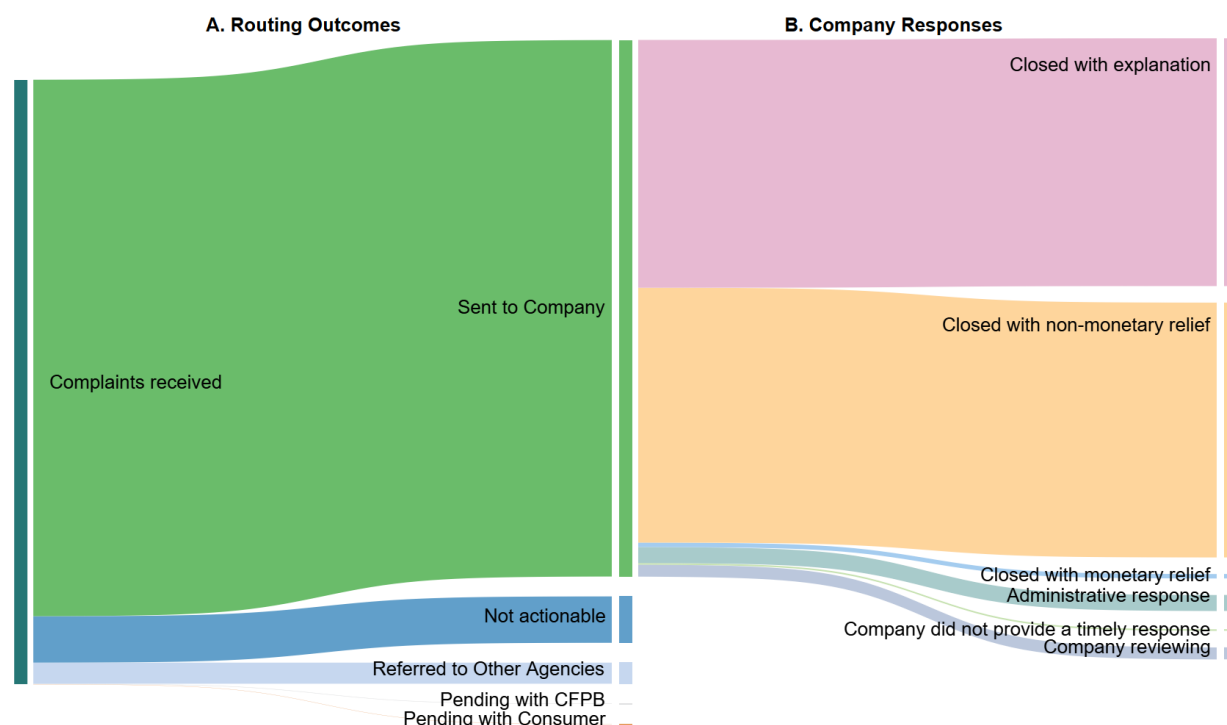 A. Routing Outcomes
B. Company Responses
Closed with explanation
Sent to Company
Closed with non-monetary relief
Complaints received
Closed with monetary relief
Administrative response
Not actionable
Company did not provide a timely response
Company reviewing
Referred to Other Agencies
Pending with CFPB
Pending with Consumer